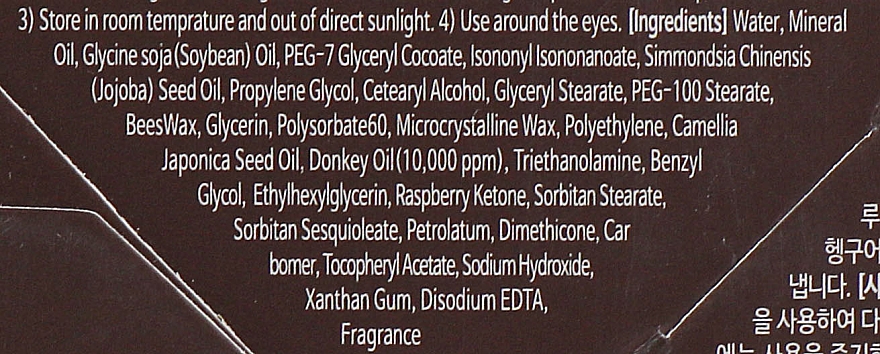 3) Store in room temprature and out of direct sunlight. 4) Use around the eyes. [Ingredients] Water, Mineral
Oil, Glycine soja(Soybean) Oil, PEG-7 Glyceryl Cocoate, Isononyl Isononanoate, Simmondsia Chinensis
(Jojoba) Seed Oil, Propylene Glycol, Cetearyl Alcohol, Glyceryl Stearate, PEG-100 Stearate,
BeesWax, Glycerin, Polysorbate60, Microcrystalline Wax, Polyethylene, Camellia
Japonica Seed Oil, Donkey Oil(10,000 ppm), Triethanolamine, Benzyl
Glycol, Ethylhexylglycerin, Raspberry Ketone, Sorbitan Stearate,
Sorbitan Sesquioleate, Petrolatum, Dimethicone, Car
bomer, Tocopheryl Acetate, Sodium Hydroxide,
Xanthan Gum, Disodium EDTA,
Fragrance
루
헹구어
냅니다. [사
을 사용하여 다